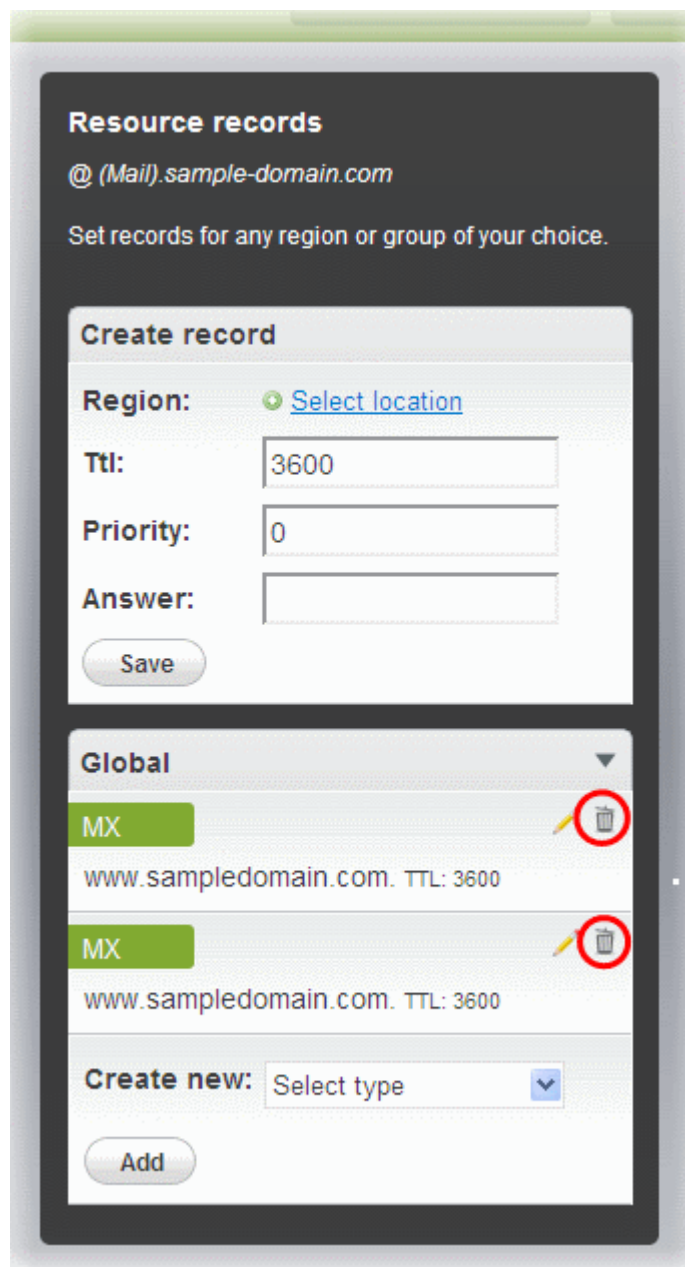 Resource records
@ (Mail).sample-domain.com
Set records for any region or group of your choice.
Create record
Region: Select location
Ttl: 3600
Priority: 0
Answer:
Save
Global
MX
www.sampledomain.com. TTL: 3600
MX
www.sampledomain.com. TTL: 3600
Create new: Select type
Add